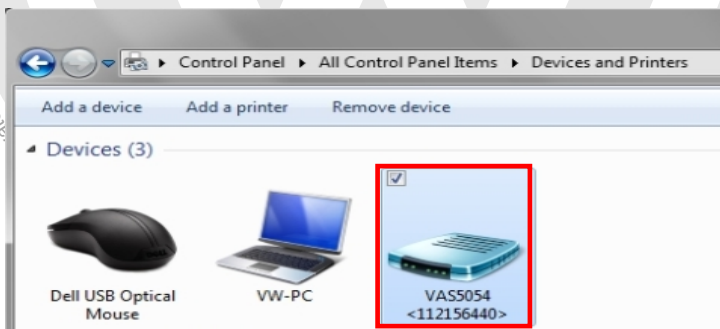 Control Panel All Control Panel Items Devices and Printers
Add a device Add a printer Remove device
Devices (3)
Dell USB Optical Mouse
VW-PC
VAS5054
<112156440>